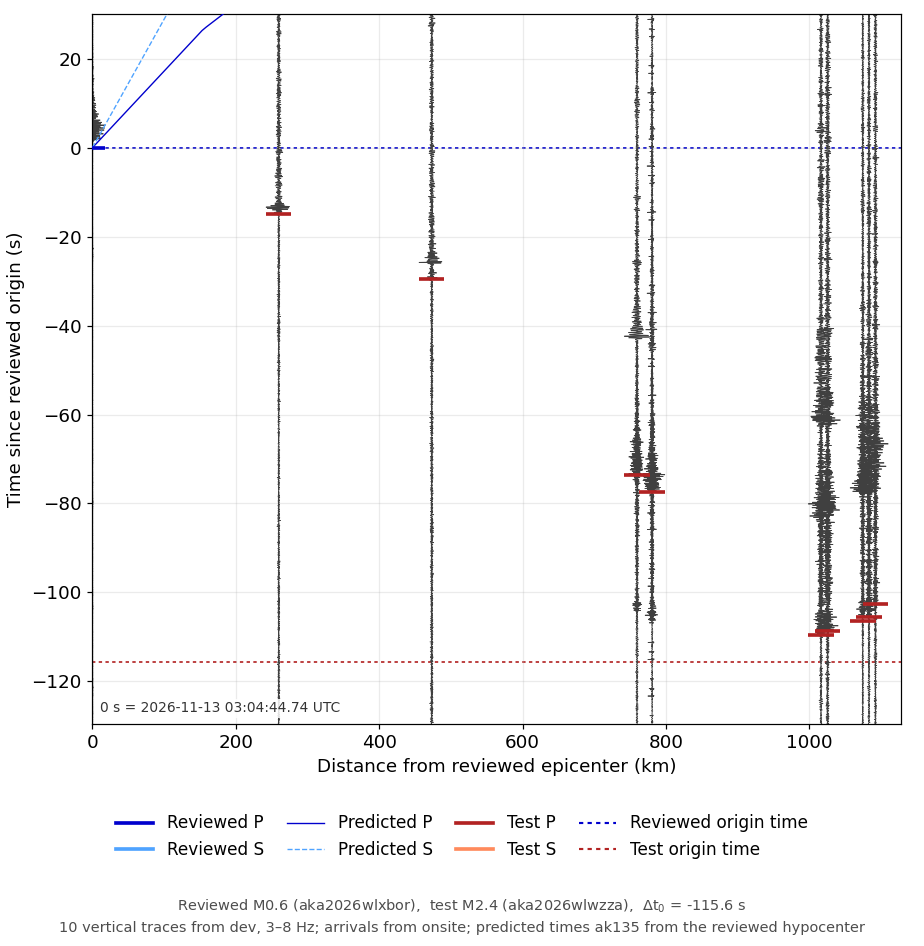 Time since reviewed origin (s)
20
0
−20
−40
−60
−80
−100
−120
0 s = 2026-11-13 03:04:44.74 UTC
0 200 400 600 800 1000
Distance from reviewed epicenter (km)
Reviewed P Predicted P Test P Reviewed origin time
Reviewed S Predicted S Test S Test origin time
Reviewed M0.6 (aka2026wlxbor), test M2.4 (aka2026wlwzza), Δt₀ = -115.6 s
10 vertical traces from dev, 3–8 Hz; arrivals from onsite; predicted times ak135 from the reviewed hypocenter